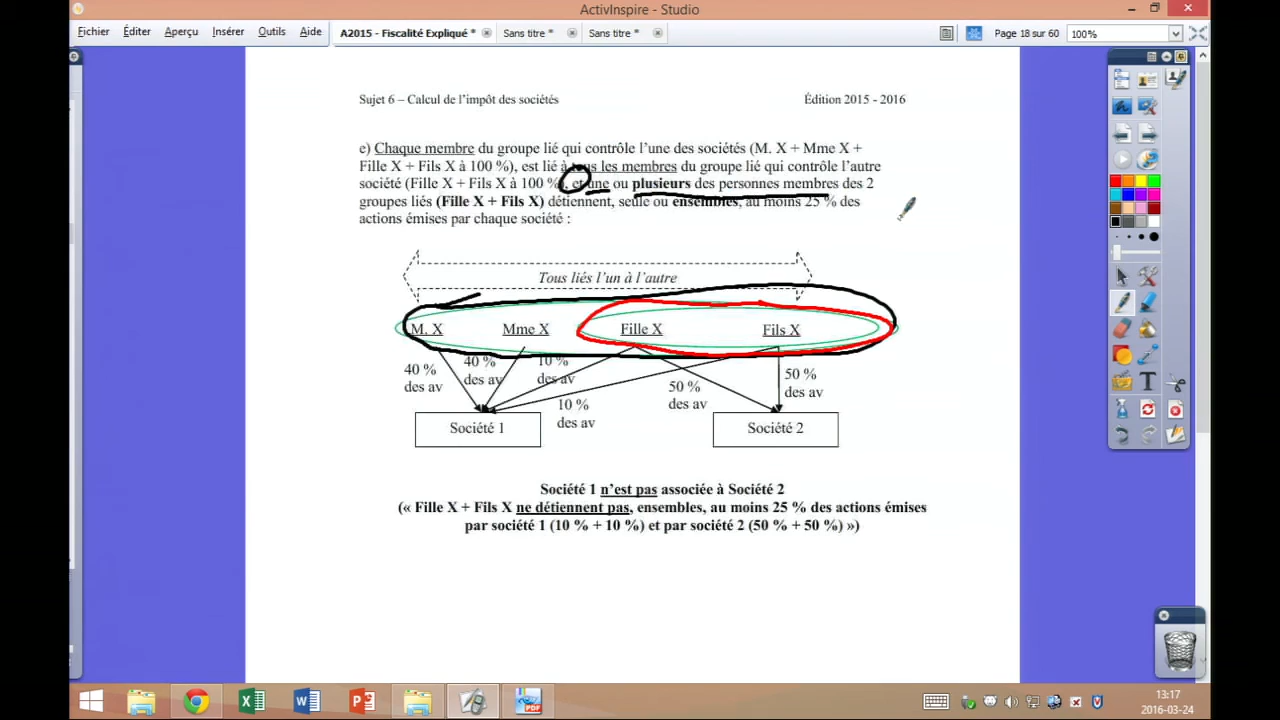 ActivInspire - Studio
Fichier Éditer Aperçu Insérer Outils Aide
A2015 - Fiscalité Expliqué * Sans titre * Sans titre *
Page 18 sur 60 100%
Sujet 6 – Calcul de l'impôt des sociétés Édition 2015 - 2016
e) Chaque membre du groupe lié qui contrôle l'une des sociétés (M. X + Mme X +
Fille X + Fils X à 100 %), est lié à tous les membres du groupe lié qui contrôle l'autre
société (Fille X + Fils X à 100 %), et une ou plusieurs des personnes membres des 2
groupes liés (Fille X + Fils X) détiennent, seule ou ensembles, au moins 25 % des
actions émises par chaque société :
Tous liés l'un à l'autre
M. X Mme X Fille X Fils X
40 %
des av
40 %
des av
10 %
des av
10 %
des av
50 %
des av
50 %
des av
Société 1 Société 2
Société 1 n'est pas associée à Société 2
(« Fille X + Fils X ne détiennent pas, ensembles, au moins 25 % des actions émises
par société 1 (10 % + 10 %) et par société 2 (50 % + 50 %) »)
13:17
2016-03-24